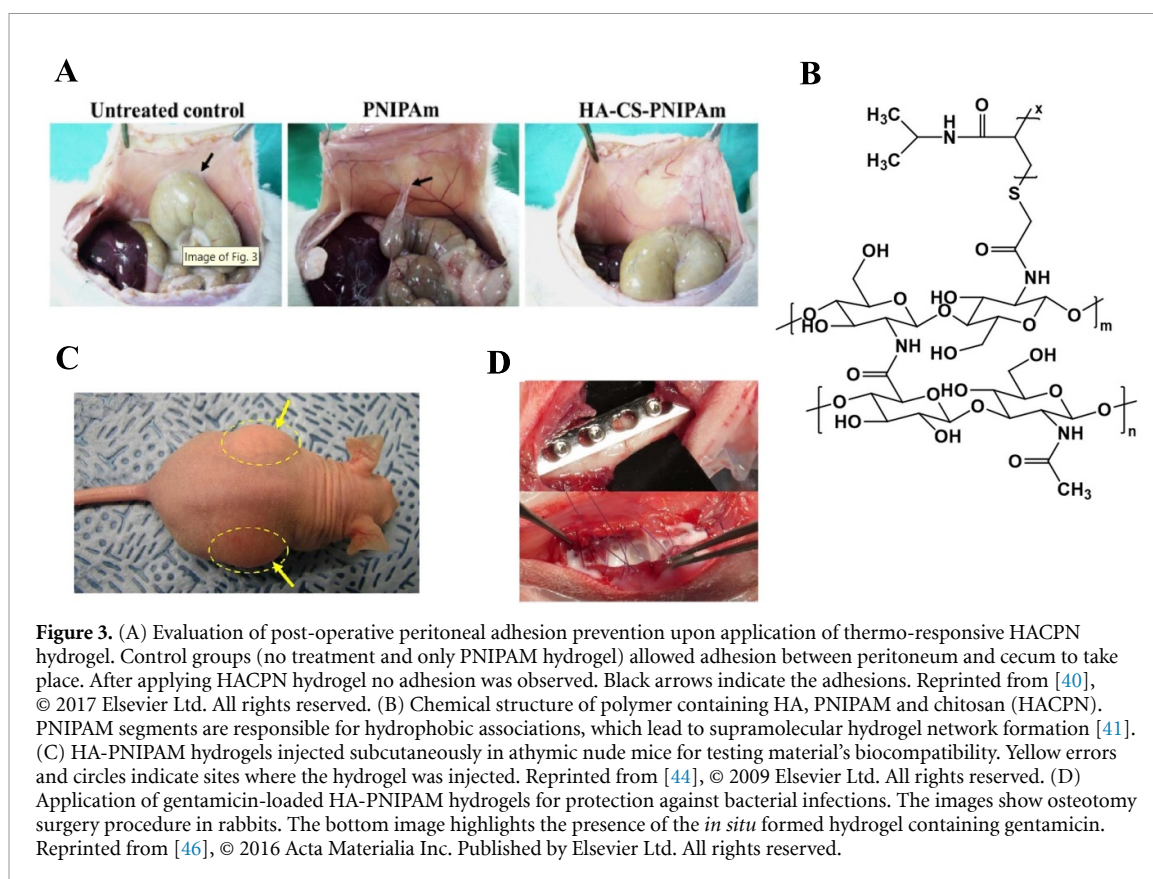 A
B
Untreated control
PNIPAm
HA-CS-PNIPAm
Image of Fig. 3
H3C
H3C
H
N
O
x
S
O
NH
OH
O
HO
O
HO
O
O
HO
NH
m
O
OH
O
HO
O
HO
OH
O
NH
O
n
O
CH3
C
D
Figure 3. (A) Evaluation of post-operative peritoneal adhesion prevention upon application of thermo-responsive HACPN
hydrogel. Control groups (no treatment and only PNIPAM hydrogel) allowed adhesion between peritoneum and cecum to take
place. After applying HACPN hydrogel no adhesion was observed. Black arrows indicate the adhesions. Reprinted from [40],
© 2017 Elsevier Ltd. All rights reserved. (B) Chemical structure of polymer containing HA, PNIPAM and chitosan (HACPN).
PNIPAM segments are responsible for hydrophobic associations, which lead to supramolecular hydrogel network formation [41].
(C) HA-PNIPAM hydrogels injected subcutaneously in athymic nude mice for testing material's biocompatibility. Yellow errors
and circles indicate sites where the hydrogel was injected. Reprinted from [44], © 2009 Elsevier Ltd. All rights reserved. (D)
Application of gentamicin-loaded HA-PNIPAM hydrogels for protection against bacterial infections. The images show osteotomy
surgery procedure in rabbits. The bottom image highlights the presence of the in situ formed hydrogel containing gentamicin.
Reprinted from [46], © 2016 Acta Materialia Inc. Published by Elsevier Ltd. All rights reserved.